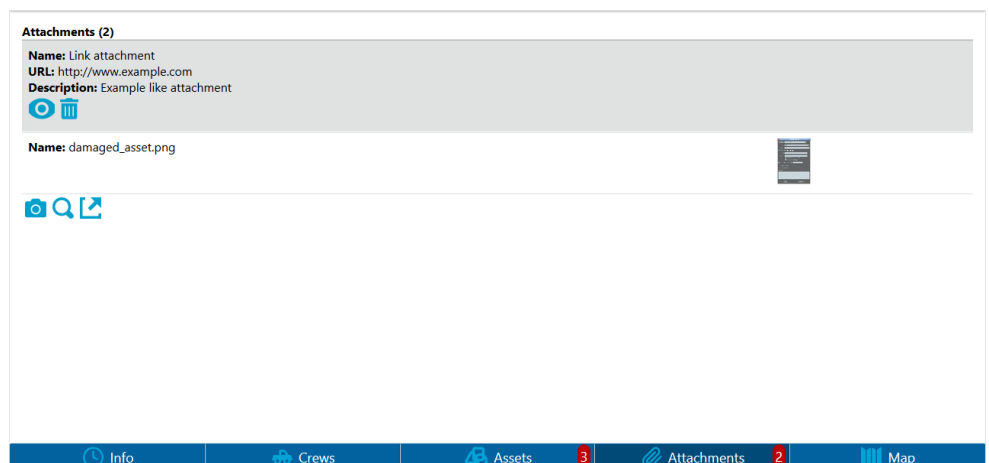 Attachments (2)
Name: Link attachment
URL: http://www.example.com
Description: Example like attachment
Name: damaged_asset.png
Info
Crews
Assets 3
Attachments 2
Map